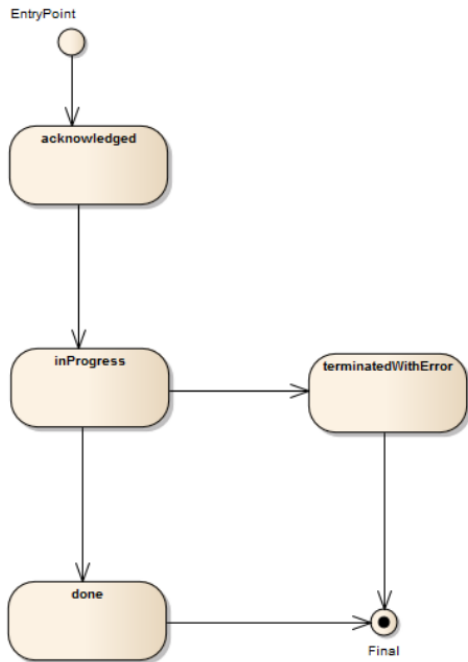 EntryPoint
acknowledged
inProgress
terminatedWithError
done
Final